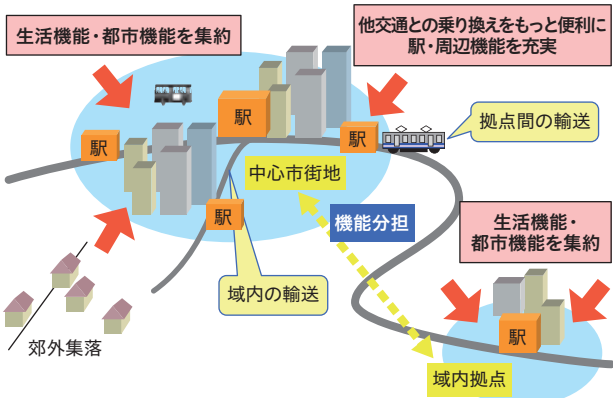 生活機能・都市機能を集約
他交通との乗り換えをもっと便利に
駅・周辺機能を充実
駅
駅
駅
拠点間の輸送
中心市街地
駅
機能分担
生活機能・
都市機能を集約
域内の輸送
駅
郊外集落
域内拠点